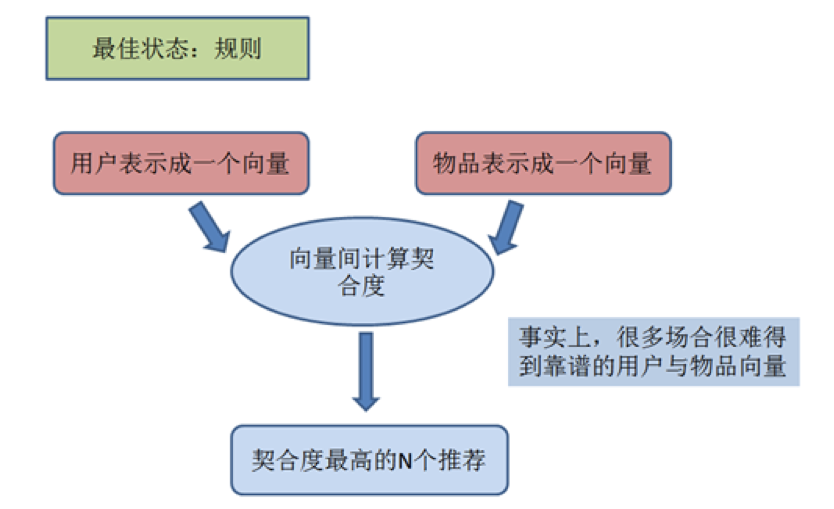 最佳状态：规则
用户表示成一个向量
物品表示成一个向量
向量间计算契
合度
事实上，很多场合很难得
到靠谱的用户与物品向量
契合度最高的N个推荐